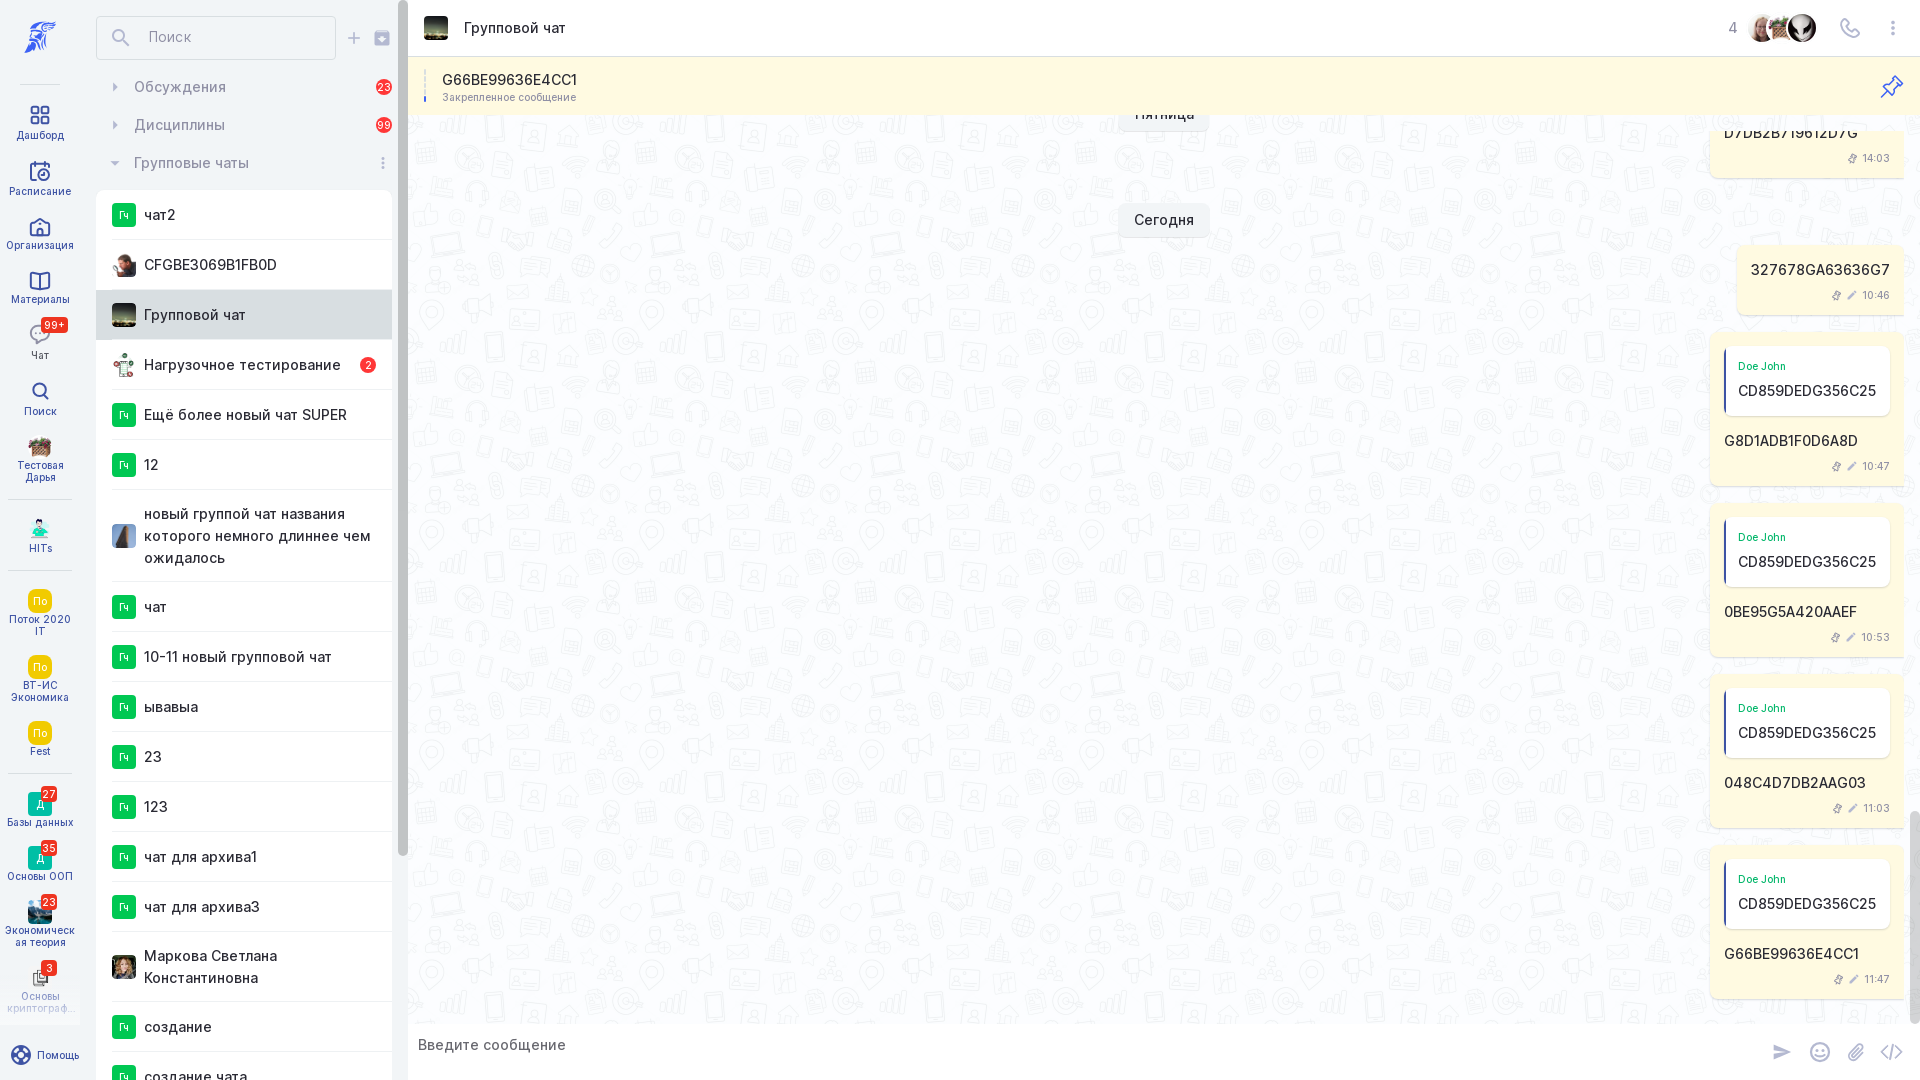 Дашборд
Расписание
Организация
Материалы
99+
Чат
Поиск
Тестовая
Дарья
HITs
По
Поток 2020
IT
По
ВТ-ИС
Экономика
По
Fest
27
Д
Базы данных
35
Д
Основы ООП
23
Экономическ
ая теория
3
Основы
криптограф...
Помощь
Поиск
Обсуждения
23
Дисциплины
99
Групповые чаты
Гч
чат2
CFGBE3069B1FB0D
Групповой чат
Нагрузочное тестирование
2
Гч
Ещё более новый чат SUPER
Гч
12
новый группой чат названия
которого немного длиннее чем
ожидалось
Гч
чат
Гч
10-11 новый групповой чат
Гч
ывавыа
Гч
23
Гч
123
Гч
чат для архива1
Гч
чат для архива3
Маркова Светлана
Константиновна
Гч
создание
Гч
создание чата
Групповой чат
4
G66BE99636E4CC1
Закрепленное сообщение
Пятница
D7DB2B719612D7G
14:03
Сегодня
327678GA63636G7
10:46
Doe John
CD859DEDG356C25
G8D1ADB1F0D6A8D
10:47
Doe John
CD859DEDG356C25
0BE95G5A420AAEF
10:53
Doe John
CD859DEDG356C25
048C4D7DB2AAG03
11:03
Doe John
CD859DEDG356C25
G66BE99636E4CC1
11:47
Введите сообщение